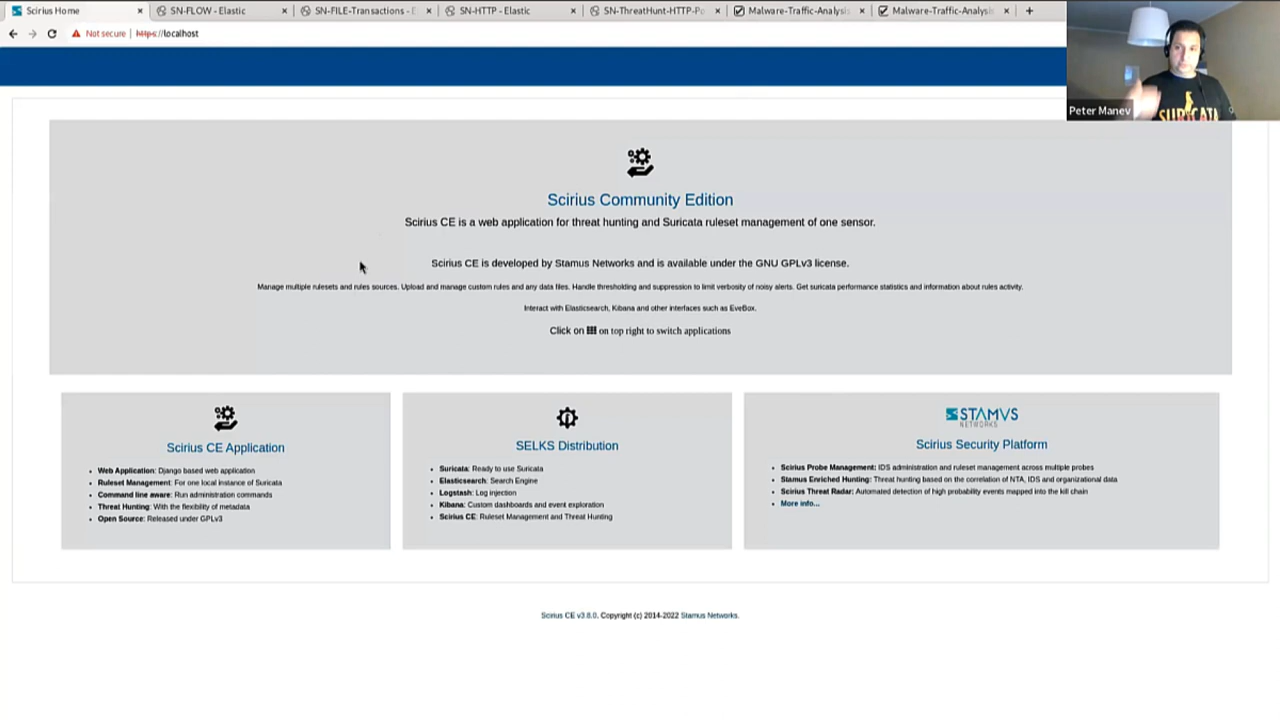 Scirius Home
SN-FLOW - Elastic
SN-FILE-Transactions - E
SN-HTTP - Elastic
SN-ThreatHunt-HTTP-Po
Malware-Traffic-Analysis
Malware-Traffic-Analysis
Not secure | https://localhost
Peter Manev
SURICATA
Scirius Community Edition
Scirius CE is a web application for threat hunting and Suricata ruleset management of one sensor.
Scirius CE is developed by Stamus Networks and is available under the GNU GPLv3 license.
Manage multiple rulesets and rules sources. Upload and manage custom rules and any data files. Handle thresholding and suppression to limit verbosity of noisy alerts. Get suricata performance statistics and information about rules activity.
Interact with Elasticsearch, Kibana and other interfaces such as EveBox.
Click on on top right to switch applications
Scirius CE Application
Web Application: Django based web application
Ruleset Management: For one local instance of Suricata
Command line aware: Run administration commands
Threat Hunting: With the flexibility of metadata
Open Source: Released under GPLv3
SELKS Distribution
Suricata: Ready to use Suricata
Elasticsearch: Search Engine
Logstash: Log injection
Kibana: Custom dashboards and event exploration
Scirius CE: Ruleset Management and Threat Hunting
STAMUS
NETWORKS
Scirius Security Platform
Scirius Probe Management: IDS administration and ruleset management across multiple probes
Stamus Enriched Hunting: Threat hunting based on the correlation of NTA, IDS and organizational data
Scirius Threat Radar: Automated detection of high probability events mapped into the kill chain
More info...
Scirius CE v3.8.0. Copyright (c) 2014-2022 Stamus Networks.